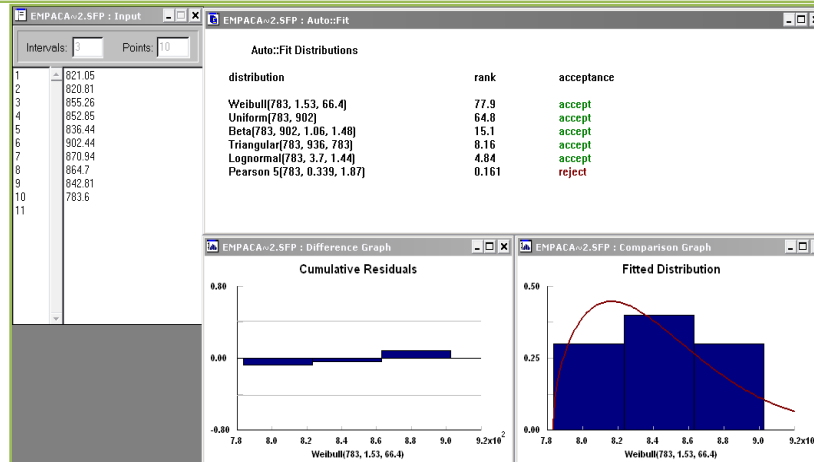 EMPACA~2.SFP : Input
Intervals: 3 Points: 10
1 821.05
2 820.81
3 855.26
4 852.85
5 836.44
6 902.44
7 870.94
8 864.7
9 842.81
10 783.6
11
EMPACA~2.SFP : Auto::Fit
Auto::Fit Distributions
distribution rank acceptance
Weibull(783, 1.53, 66.4) 77.9 accept
Uniform(783, 902) 64.8 accept
Beta(783, 902, 1.06, 1.48) 15.1 accept
Triangular(783, 936, 783) 8.16 accept
Lognormal(783, 3.7, 1.44) 4.84 accept
Pearson 5(783, 0.339, 1.87) 0.161 reject
EMPACA~2.SFP : Difference Graph
Cumulative Residuals
0.80
0.00
-0.80
7.8 8.0 8.2 8.4 8.6 8.8 9.0 9.2x10^2
Weibull(783, 1.53, 66.4)
EMPACA~2.SFP : Comparison Graph
Fitted Distribution
0.50
0.25
0.00
7.8 8.0 8.2 8.4 8.6 8.8 9.0 9.2x10^2
Weibull(783, 1.53, 66.4)